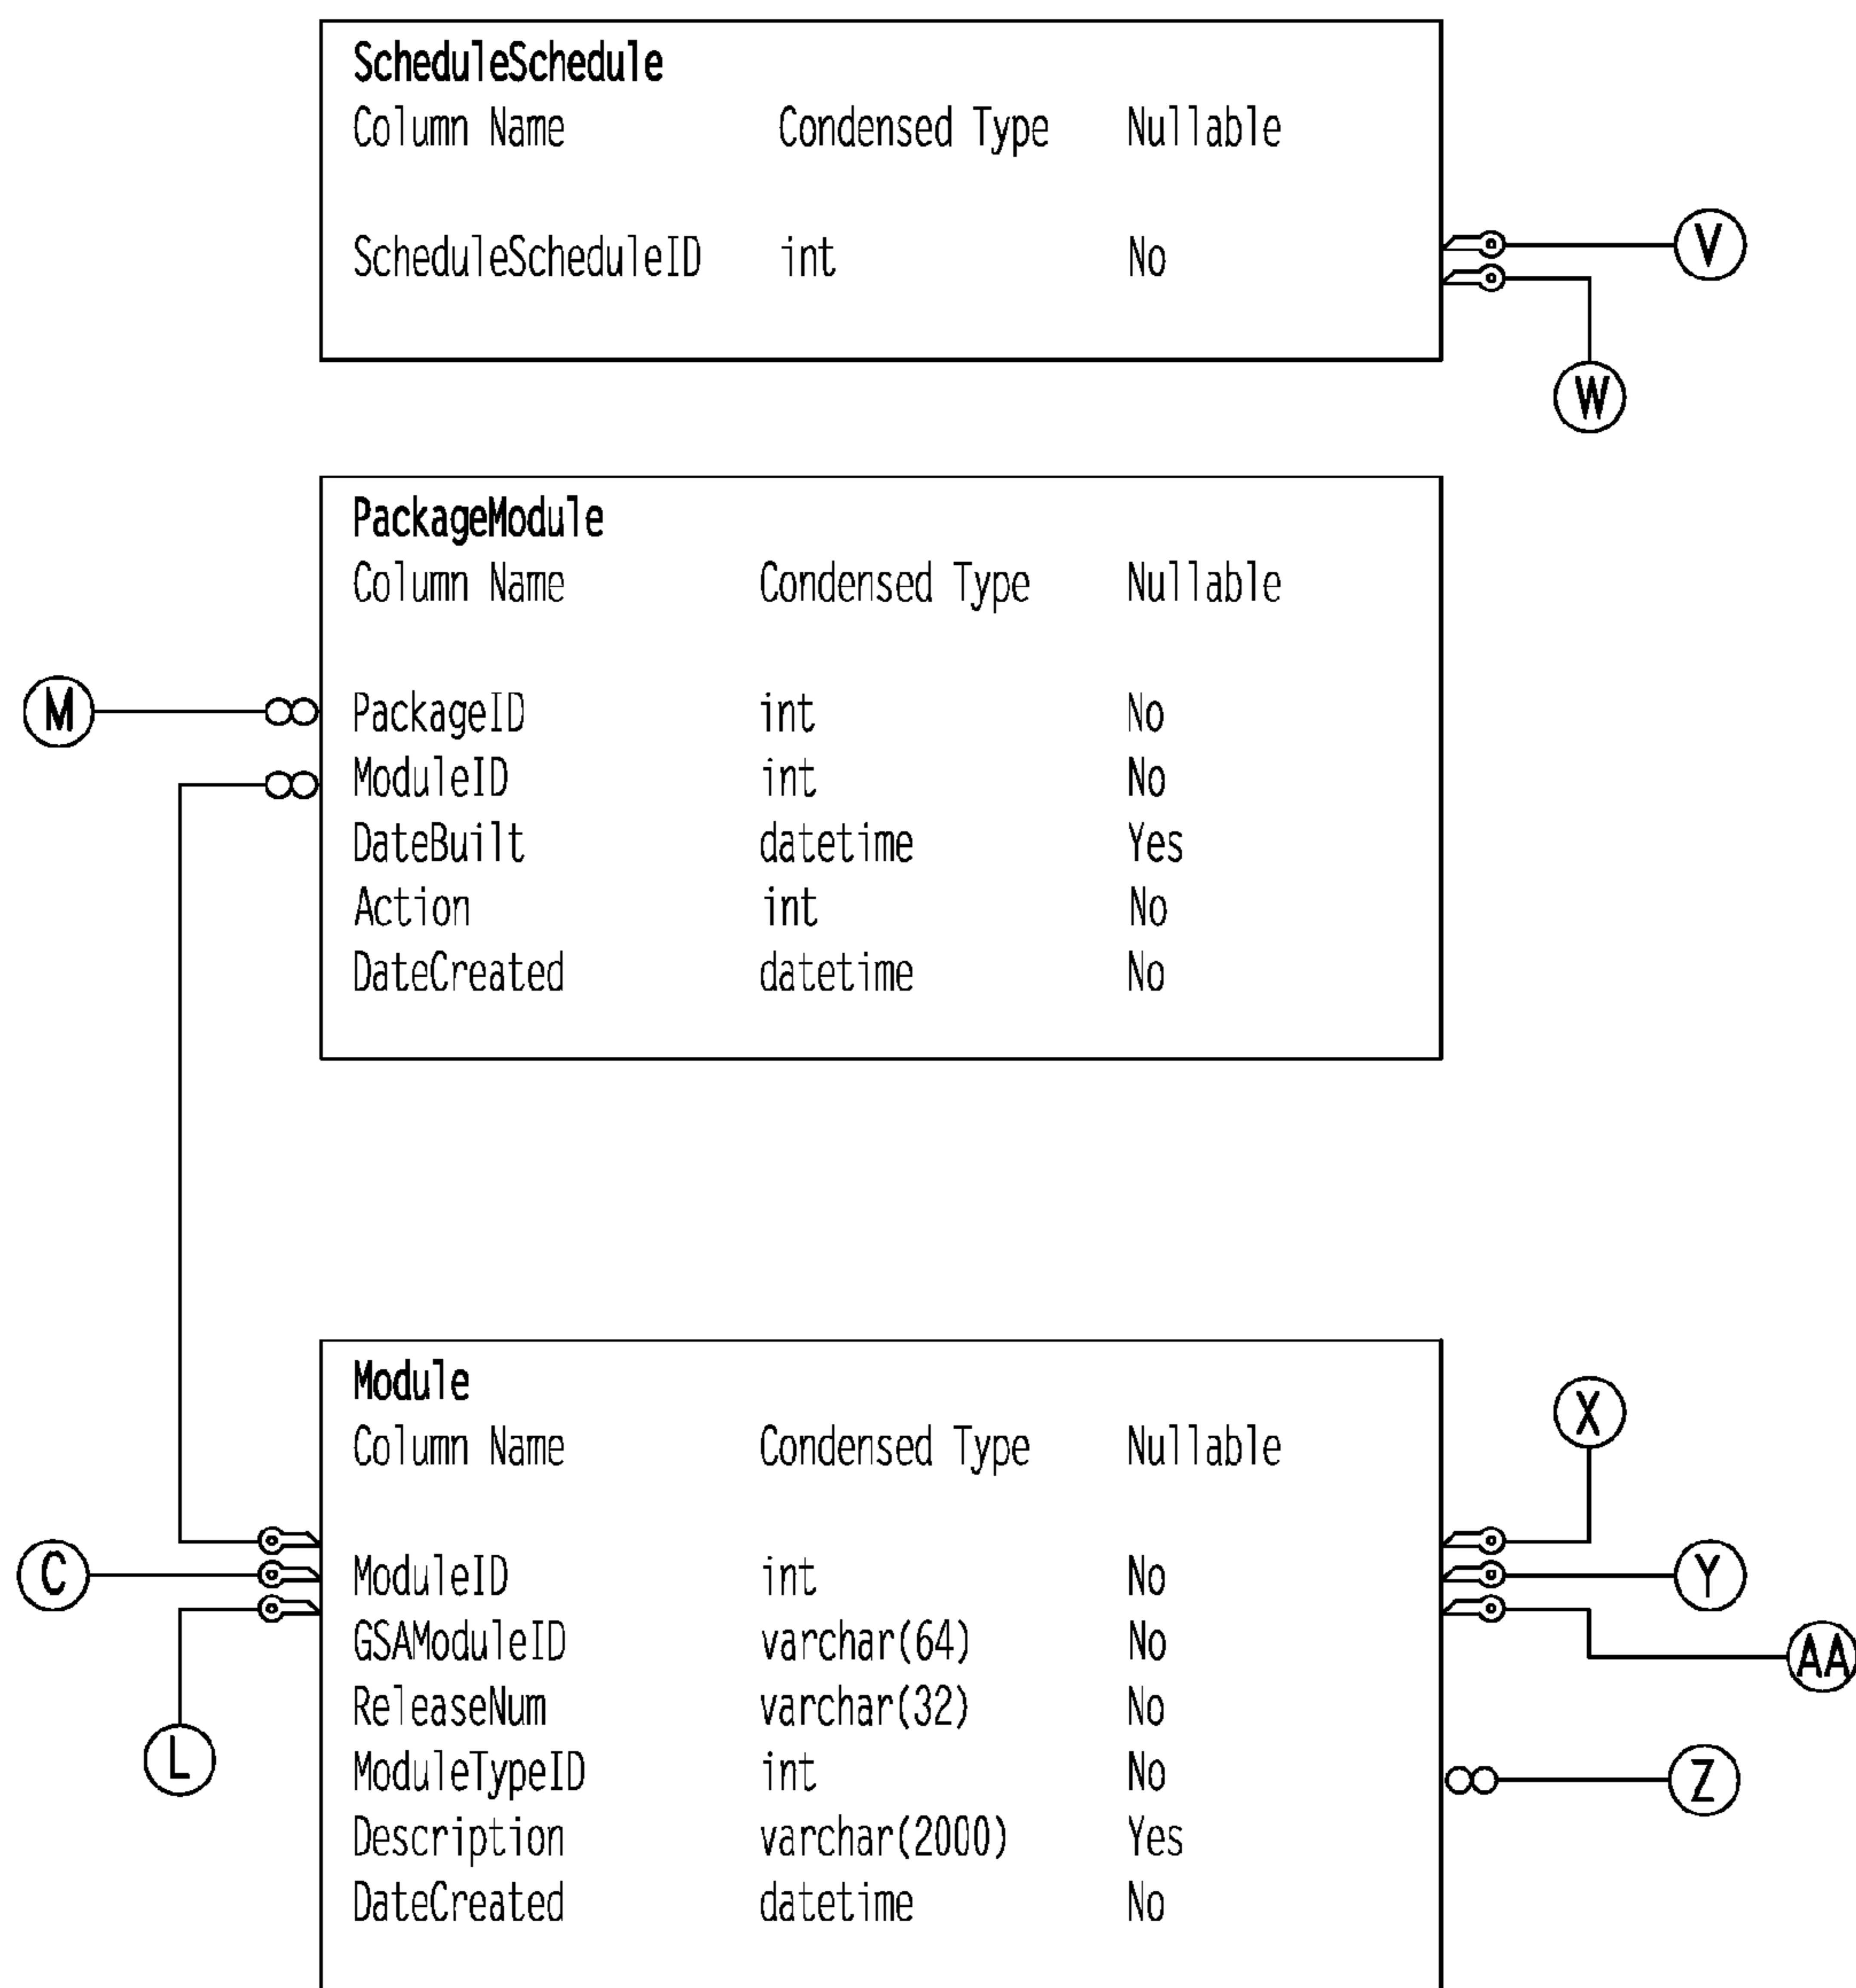 ScheduleSchedule
Column Name Condensed Type Nullable
ScheduleScheduleID int No
V
W
PackageModule
Column Name Condensed Type Nullable
M
PackageID int No
ModuleID int No
DateBuilt datetime Yes
Action int No
DateCreated datetime No
Module
X
Column Name Condensed Type Nullable
C
ModuleID int No
Y
GSAModuleID varchar(64) No
AA
ReleaseNum varchar(32) No
L
ModuleTypeID int No
Z
Description varchar(2000) Yes
DateCreated datetime No